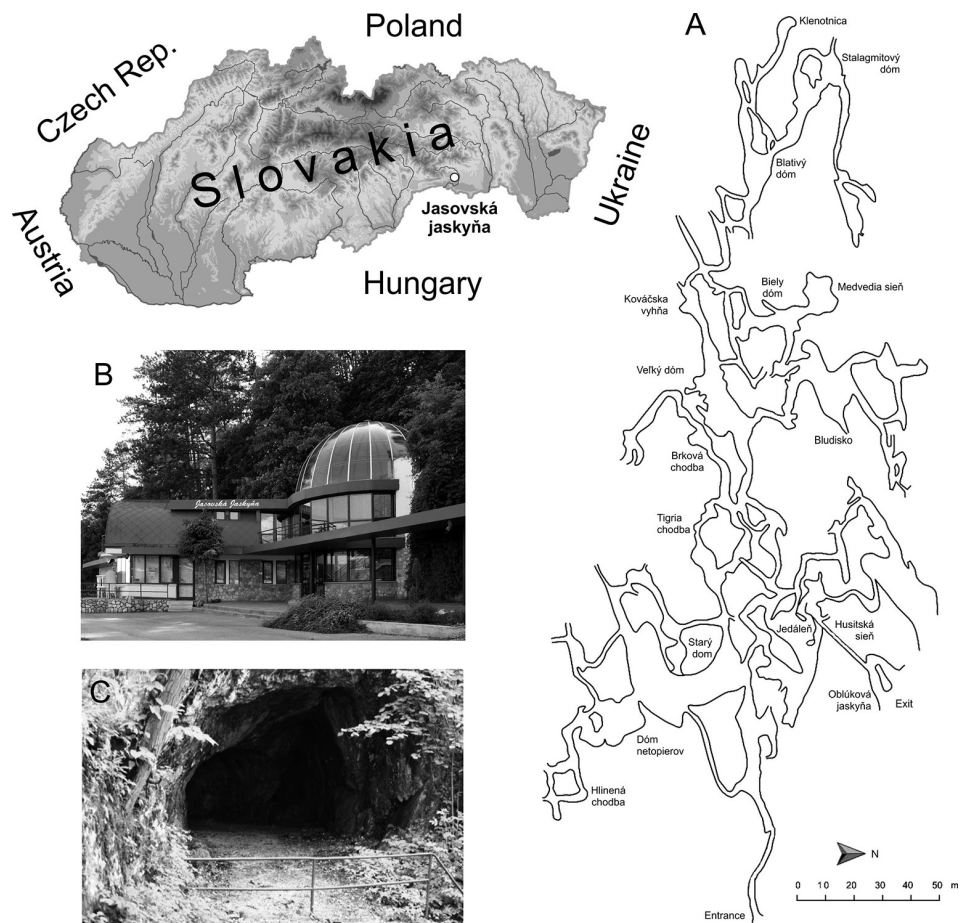 Poland
Czech Rep.
Slovakia
Ukraine
Austria
Jasovská
jaskyňa
Hungary
B
Jasovská Jaskyňa
C
A
Klenotnica
Stalagmitový
dóm
Blativý
dóm
Biely
dóm
Medvedia sieň
Kováčska
vyhňa
Veľký dóm
Bludisko
Brková
chodba
Tigria
chodba
Jedáleň
Husitská
sieň
Starý
dom
Oblúková
jaskyňa
Exit
Dóm
netopierov
Hlinená
chodba
N
0 10 20 30 40 50 m
Entrance